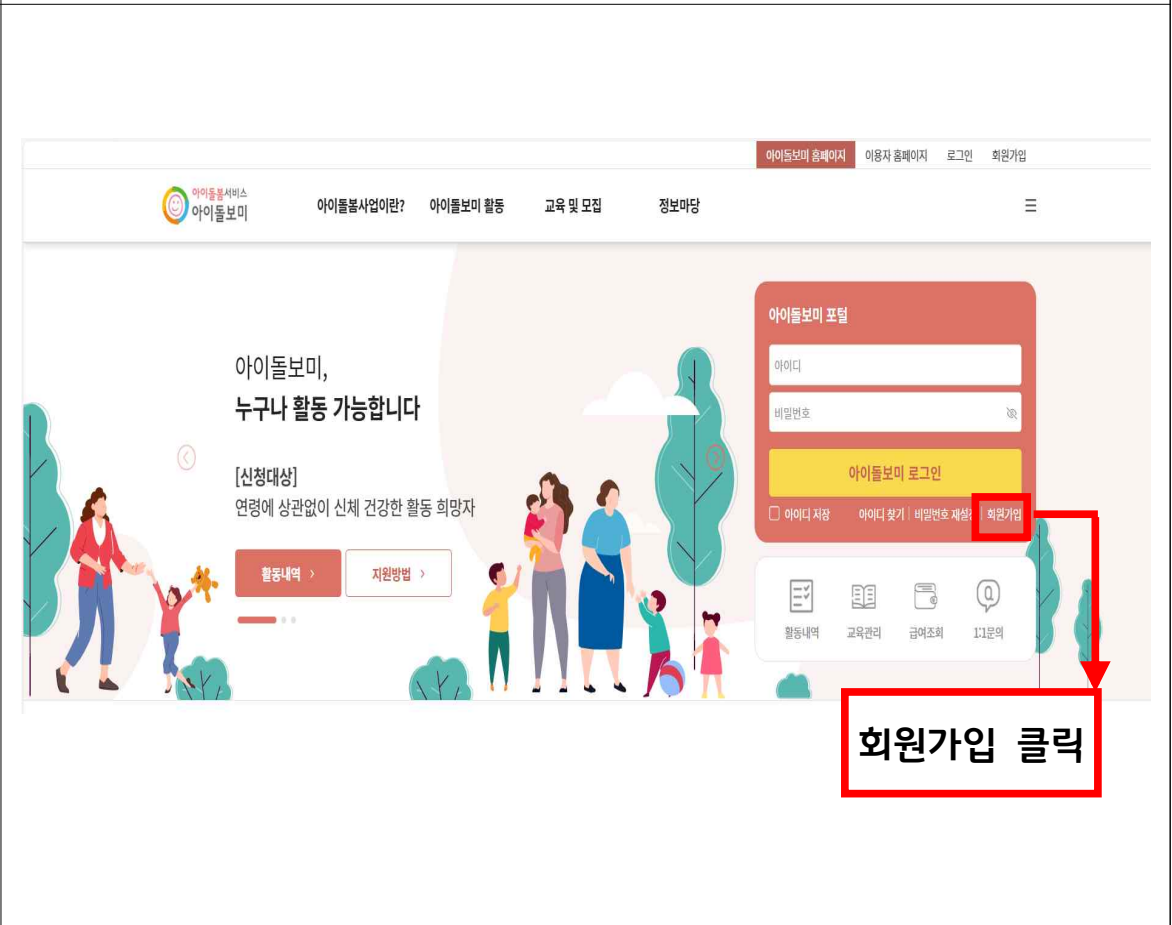 아이돌보미 홈페이지 이용자 홈페이지 로그인 회원가입
아이돌봄서비스
아이돌보미
아이돌봄사업이란? 아이돌보미 활동 교육 및 모집 정보마당
아이돌보미,
누구나 활동 가능합니다
[신청대상]
연령에 상관없이 신체 건강한 활동 희망자
활동내역 지원방법
아이돌보미 포털
아이디
비밀번호
아이돌보미 로그인
아이디 저장 아이디 찾기 | 비밀번호 재설정 | 회원가입
활동내역 교육관리 급여조회 1:1문의
회원가입 클릭